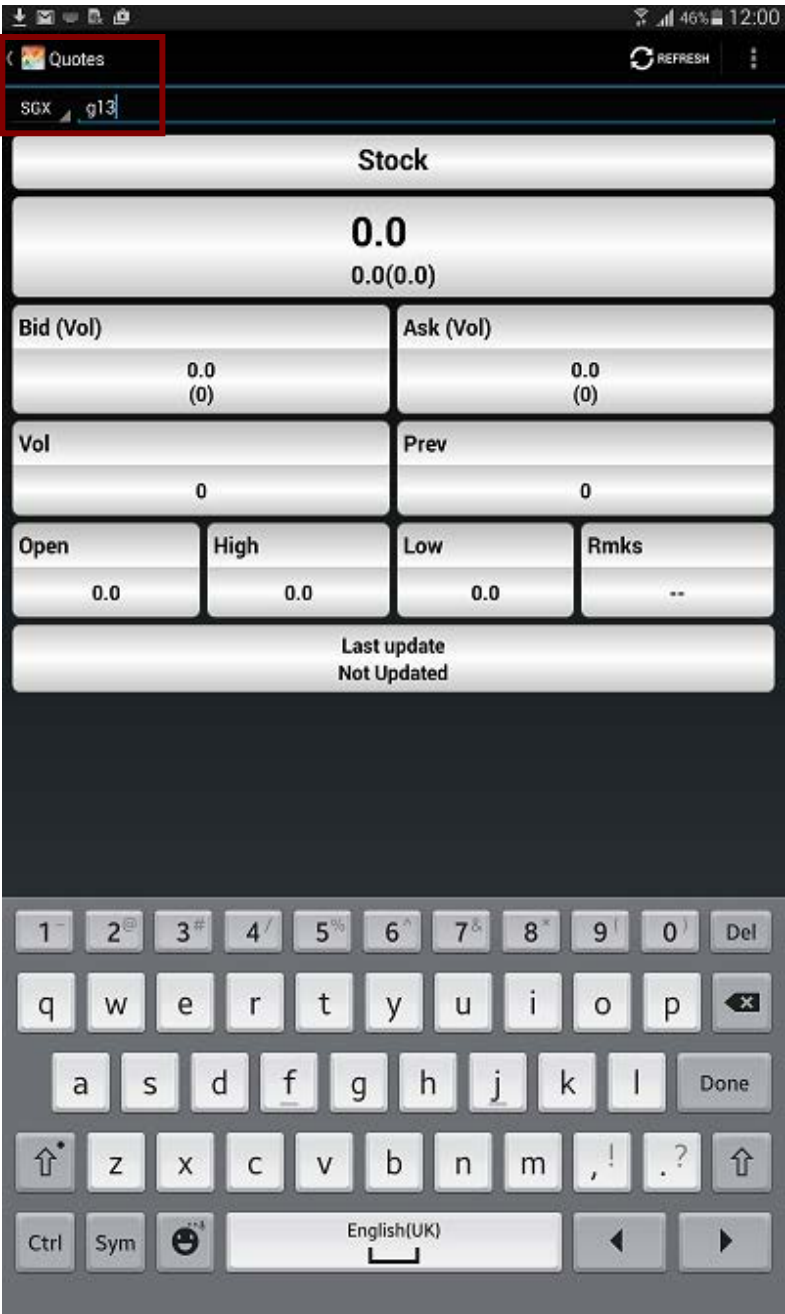 46% 12:00
Quotes REFRESH
SGX g13
Stock
0.0
0.0(0.0)
Bid (Vol) Ask (Vol)
0.0 0.0
(0) (0)
Vol Prev
0 0
Open High Low Rmks
0.0 0.0 0.0 --
Last update
Not Updated
1 - 2 @ 3 # 4 / 5 % 6 ^ 7 & 8 * 9 ( 0 ) Del
q w e r t y u i o p
a s d f g h j k l Done
z x c v b n m , ! . ?
Ctrl Sym English(UK)